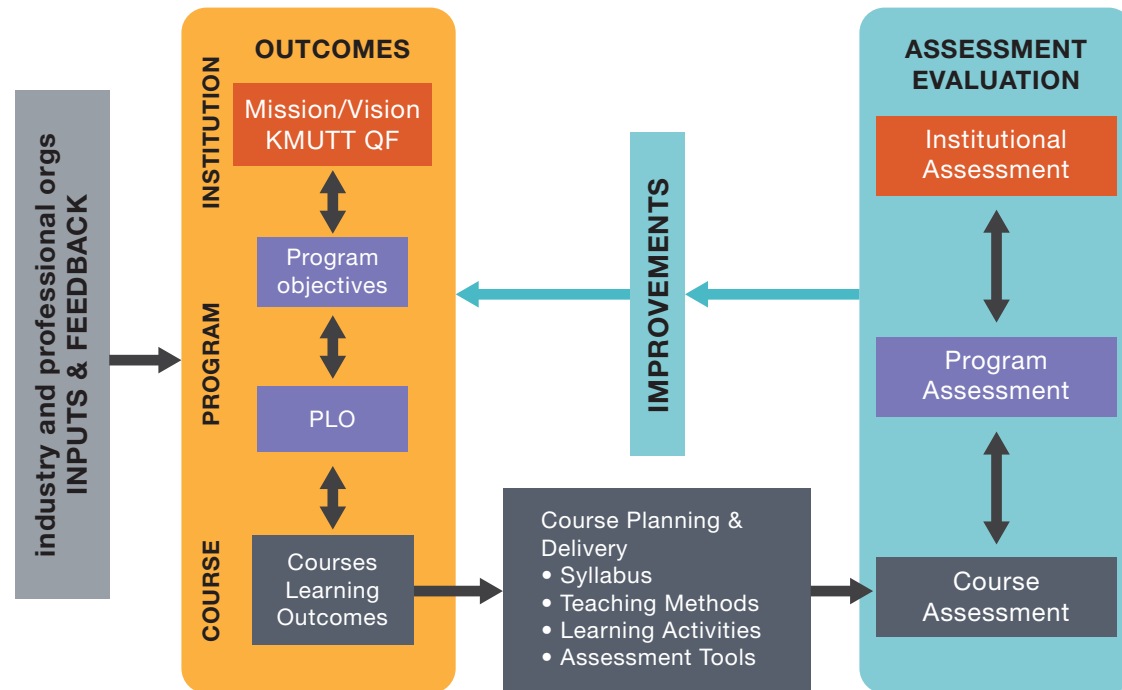 industry and professional orgs
INPUTS & FEEDBACK
OUTCOMES
INSTITUTION
Mission/Vision
KMUTT QF
PROGRAM
Program
objectives
PLO
COURSE
Courses
Learning
Outcomes
IMPROVEMENTS
Course Planning &
Delivery
• Syllabus
• Teaching Methods
• Learning Activities
• Assessment Tools
ASSESSMENT
EVALUATION
Institutional
Assessment
Program
Assessment
Course
Assessment